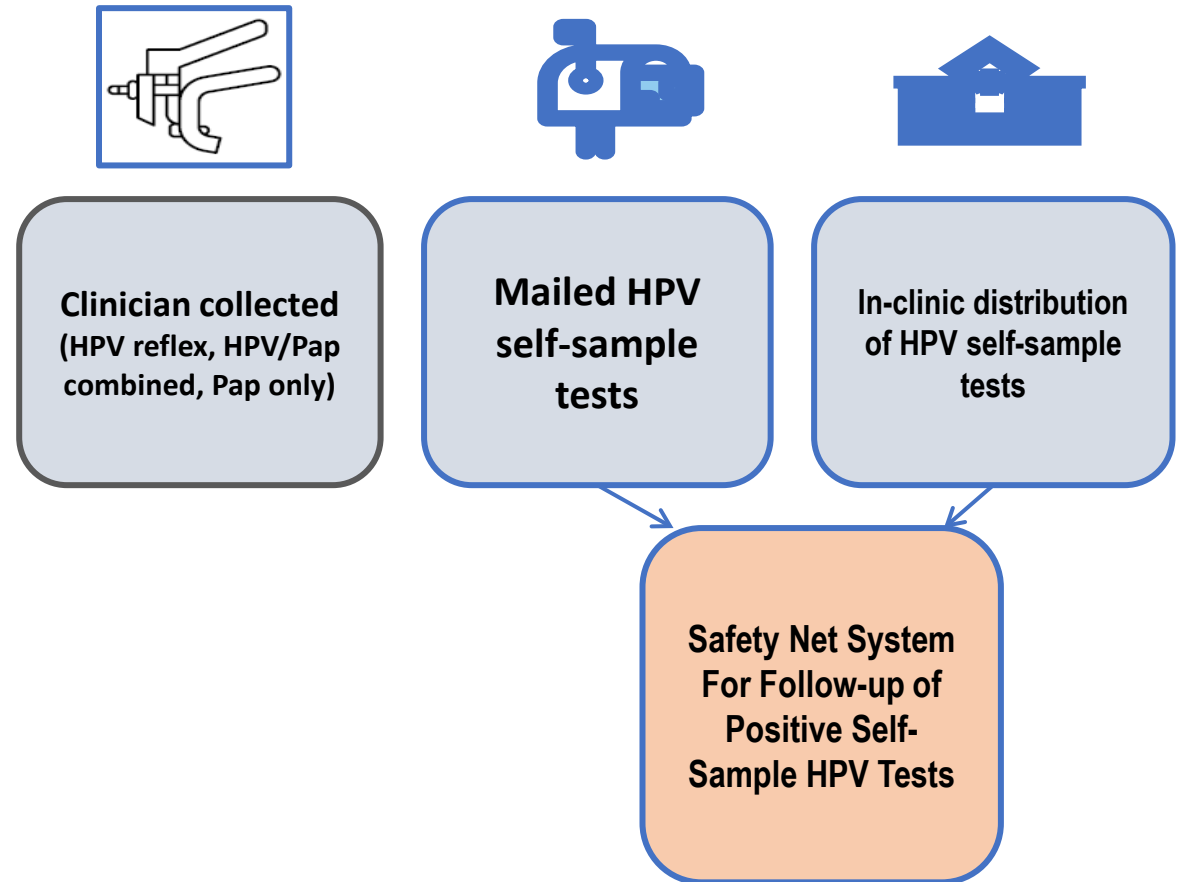 Clinician collected
(HPV reflex, HPV/Pap
combined, Pap only)
Mailed HPV
self-sample
tests
In-clinic distribution
of HPV self-sample
tests
Safety Net System
For Follow-up of
Positive Self-
Sample HPV Tests